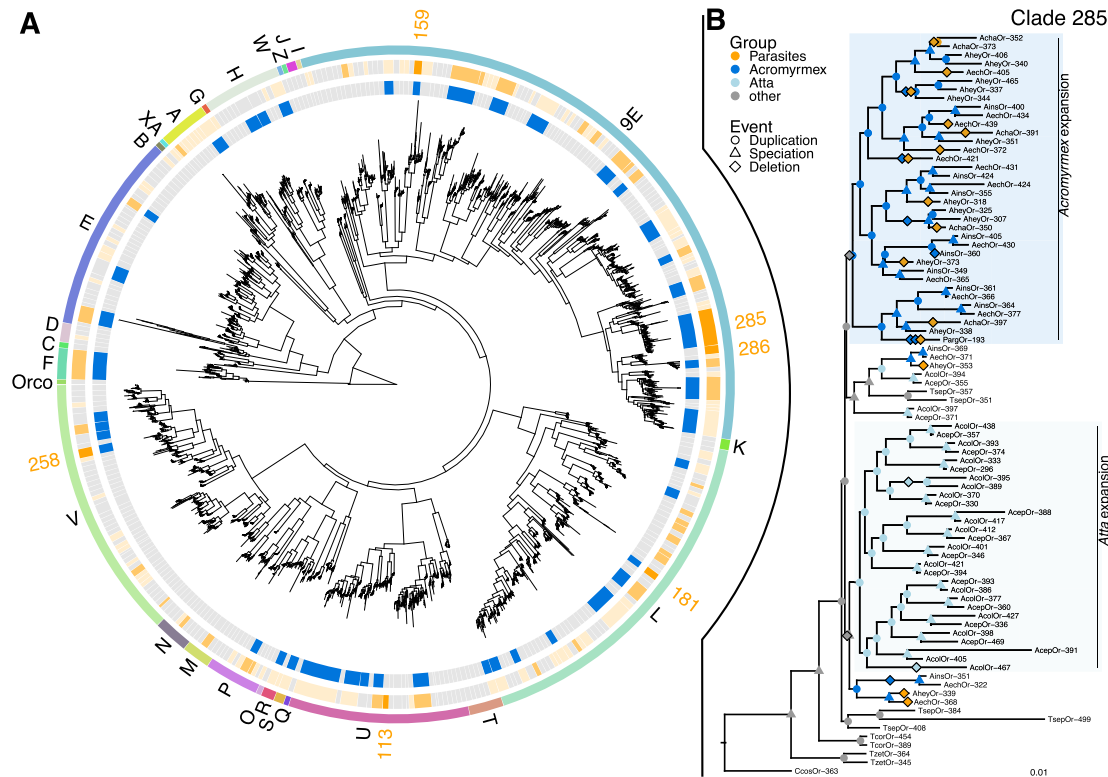 A
159
W
J
Z
I
H
G
A
X
A
B
E
D
C
F
Orco
258
V
N
M
P
O
S
R
Q
U
113
T
L
181
K
285
286
9E
B
Clade 285
Group
Parasites
Acromyrmex
Atta
other
Event
Duplication
Speciation
Deletion
AchaOr-352
AchaOr-373
AheyOr-406
AheyOr-340
AechOr-405
AheyOr-465
AheyOr-337
AheyOr-344
AinsOr-400
AechOr-434
AechOr-439
AchaOr-391
AheyOr-351
AechOr-372
AechOr-421
AechOr-431
AinsOr-424
AechOr-424
AinsOr-355
AheyOr-318
AheyOr-325
AheyOr-307
AchaOr-350
AinsOr-405
AechOr-430
AinsOr-360
AheyOr-373
AinsOr-349
AechOr-365
AinsOr-361
AechOr-366
AinsOr-364
AechOr-377
AchaOr-397
AheyOr-338
PargOr-193
Acromyrmex expansion
AinsOr-369
AechOr-371
AheyOr-353
AcolOr-394
AcepOr-355
TsepOr-357
TsepOr-351
AcolOr-397
AcepOr-371
AcolOr-438
AcepOr-357
AcolOr-393
AcepOr-374
AcolOr-333
AcepOr-296
AcolOr-395
AcolOr-389
AcolOr-370
AcepOr-330
AcepOr-388
AcolOr-417
AcolOr-412
AcepOr-367
AcolOr-401
AcepOr-346
AcolOr-421
AcepOr-394
AcepOr-393
AcolOr-386
AcolOr-377
AcepOr-360
AcolOr-427
AcepOr-336
AcolOr-398
AcepOr-469
AcepOr-391
AcolOr-405
AcolOr-467
Atta expansion
AinsOr-351
AechOr-322
AheyOr-339
AechOr-368
TsepOr-384
TsepOr-499
TsepOr-408
TcorOr-454
TcorOr-389
TzetOr-364
TzetOr-345
CcosOr-363
0.01